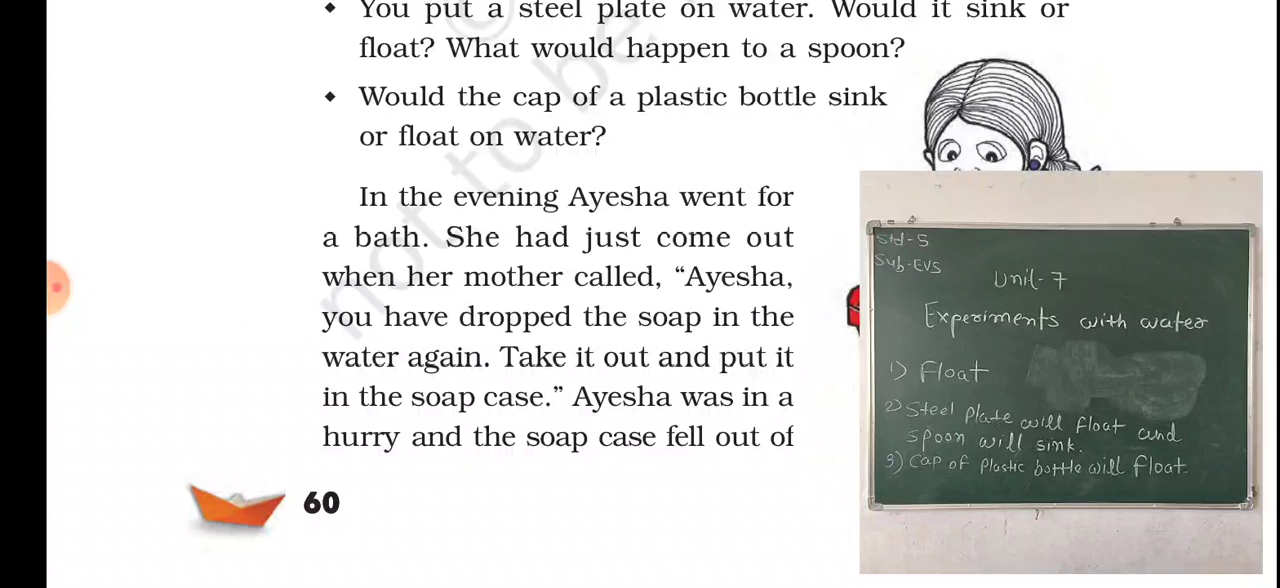 ◆ You put a steel plate on water. Would it sink or
float? What would happen to a spoon?
◆ Would the cap of a plastic bottle sink
or float on water?
In the evening Ayesha went for
a bath. She had just come out
when her mother called, “Ayesha,
you have dropped the soap in the
water again. Take it out and put it
in the soap case.” Ayesha was in a
hurry and the soap case fell out of
60
not to be
Std-5
Sub-EVS
Unit-7
Experiments with water
1) Float
2) Steel Plate will float and
spoon will sink.
3) Cap of Plastic bottle will float.